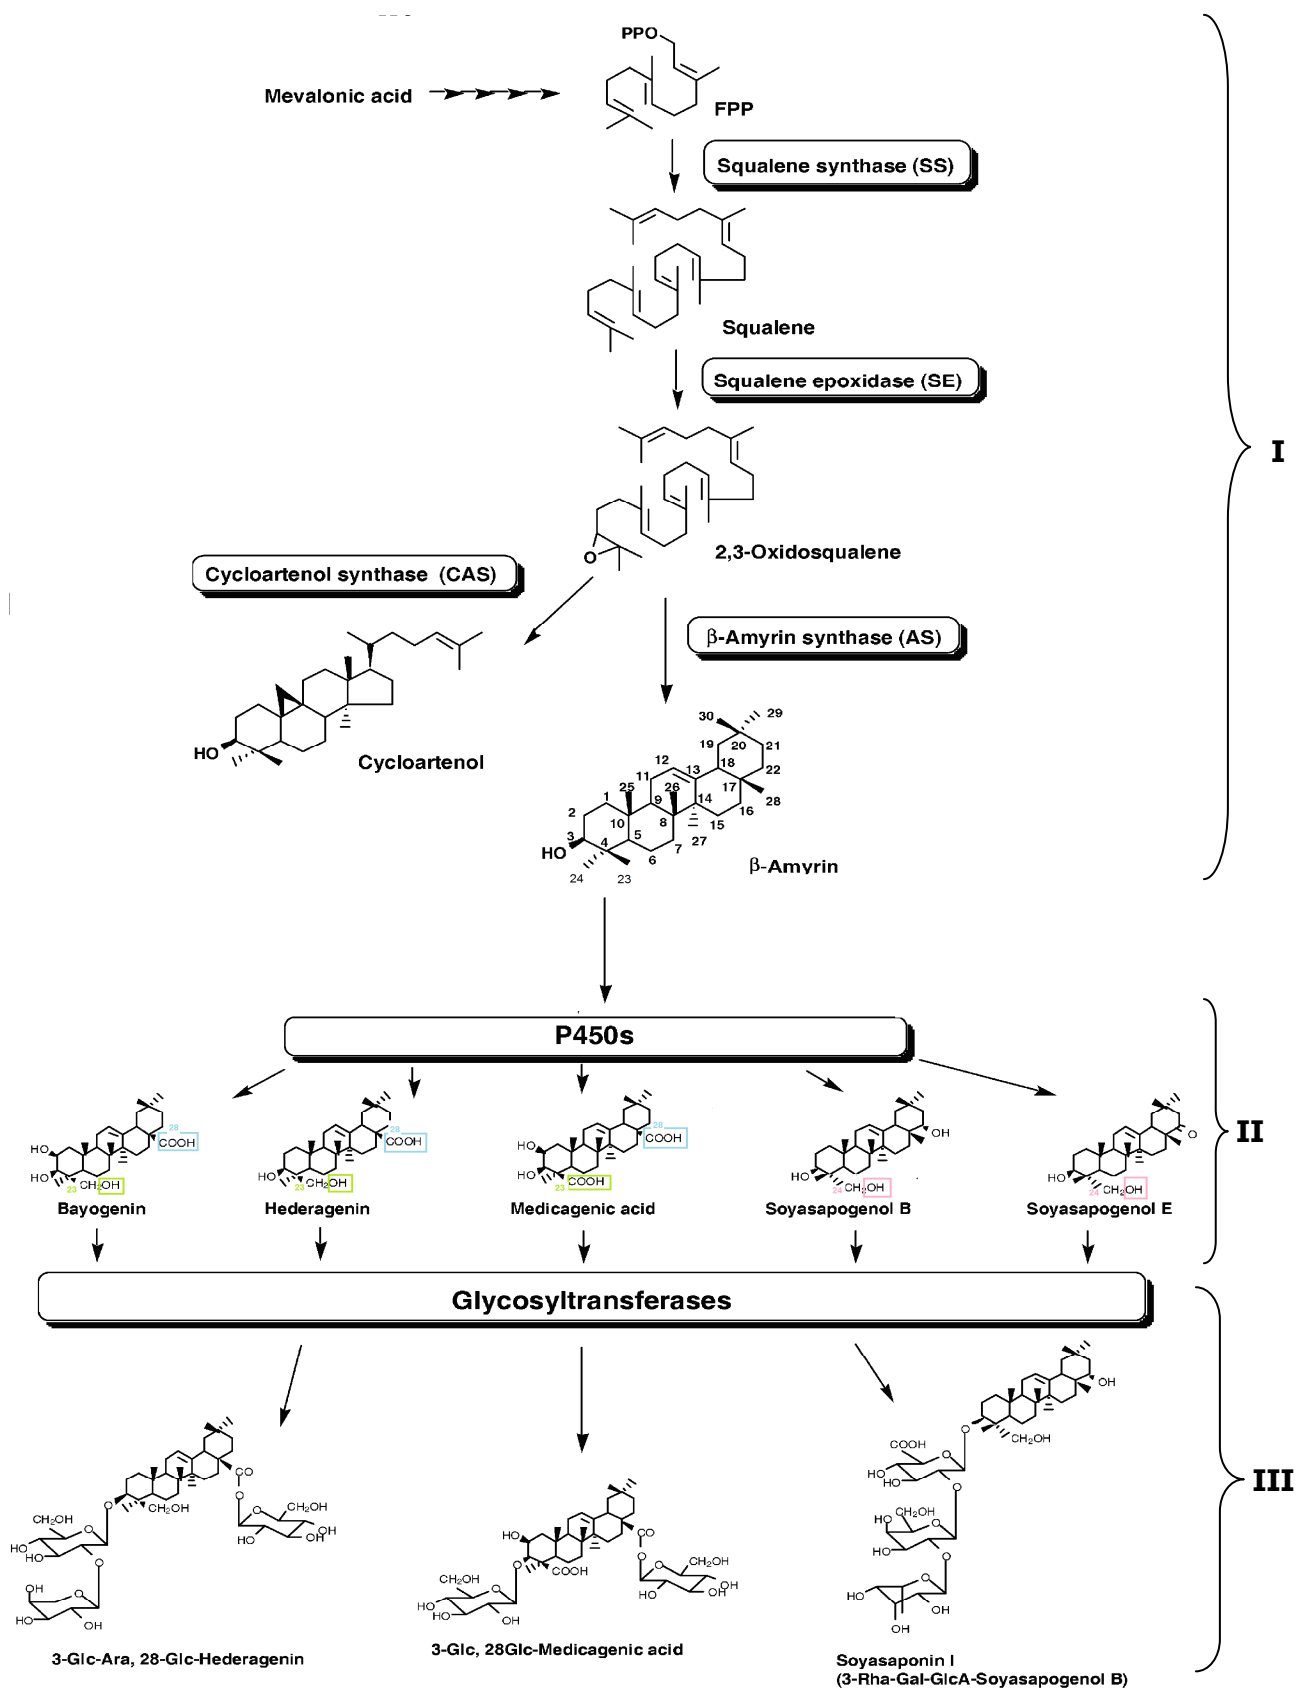 PPO
Mevalonic acid
FPP
Squalene synthase (SS)
Squalene
Squalene epoxidase (SE)
I
O
2,3-Oxidosqualene
Cycloartenol synthase (CAS)
β-Amyrin synthase (AS)
HO
Cycloartenol
30 29
19 20 21
12 13 18 22
11 17
25 26 28
1 9 14 16
2 10 8 15
3 4 5 7 27
HO 6
24 23
β-Amyrin
P450s
28 COOH HO HO 23 CH2OH
28 COOH HO 23 CH2OH
28 COOH HO HO 23 COOH
OH HO 24 CH2OH
O HO 24 CH2OH
II
Bayogenin Hederagenin Medicagenic acid Soyasapogenol B Soyasapogenol E
Glycosyltransferases
III
CO O CH2OH O O CH2OH OH OH HO
CH2OH O HO HO O
OH O HO OH
HO CO O COOH O CH2OH O OH OH HO
CH2OH O HO HO OH
OH O CH2OH
COOH O HO HO O
CH2OH OH O HO O
O HO OH OH
3-Glc-Ara, 28-Glc-Hederagenin
3-Glc, 28Glc-Medicagenic acid
Soyasaponin I
(3-Rha-Gal-GlcA-Soyasapogenol B)